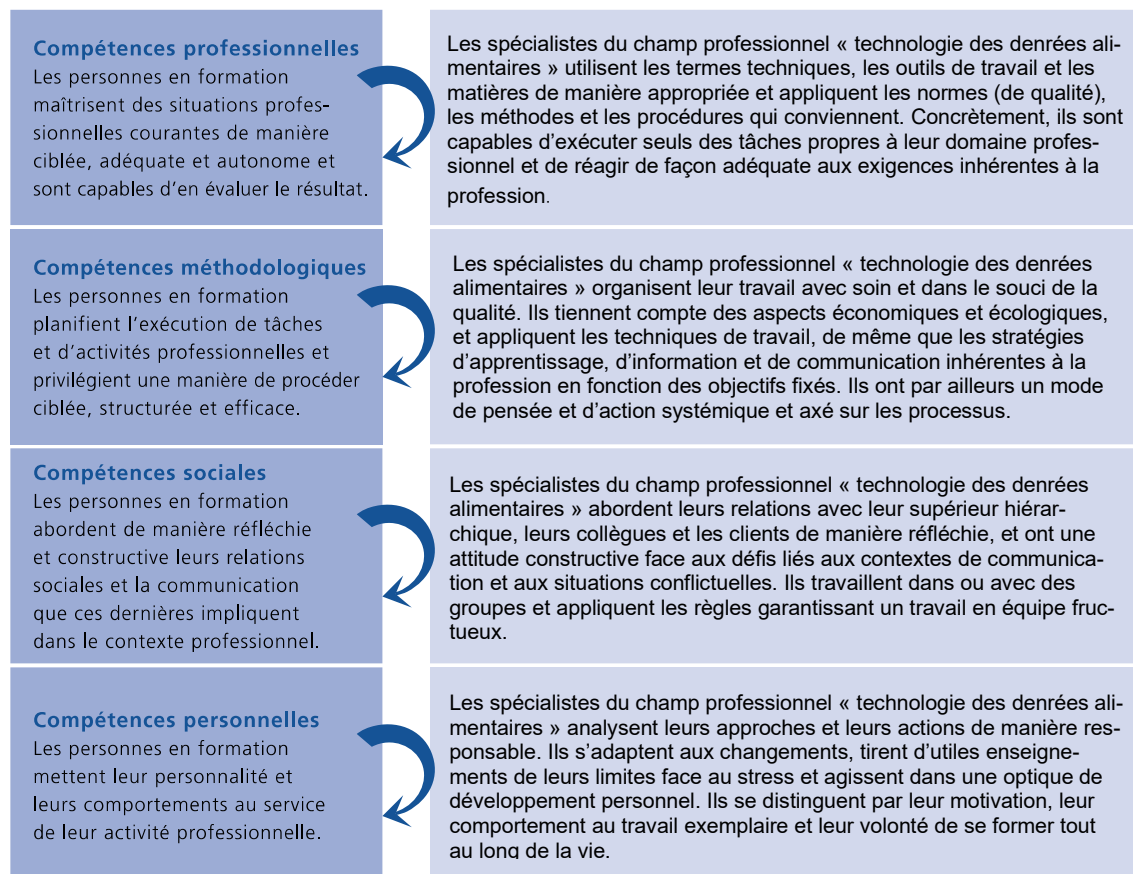 Compétences professionnelles
Les personnes en formation
maîtrisent des situations profes-
sionnelles courantes de manière
ciblée, adéquate et autonome et
sont capables d’en évaluer le résultat.
Les spécialistes du champ professionnel « technologie des denrées ali-
mentaires » utilisent les termes techniques, les outils de travail et les
matières de manière appropriée et appliquent les normes (de qualité),
les méthodes et les procédures qui conviennent. Concrètement, ils sont
capables d’exécuter seuls des tâches propres à leur domaine profes-
sionnel et de réagir de façon adéquate aux exigences inhérentes à la
profession.
Compétences méthodologiques
Les personnes en formation
planifient l’exécution de tâches
et d’activités professionnelles et
privilégient une manière de procéder
ciblée, structurée et efficace.
Les spécialistes du champ professionnel « technologie des denrées
alimentaires » organisent leur travail avec soin et dans le souci de la
qualité. Ils tiennent compte des aspects économiques et écologiques,
et appliquent les techniques de travail, de même que les stratégies
d’apprentissage, d’information et de communication inhérentes à la
profession en fonction des objectifs fixés. Ils ont par ailleurs un mode
de pensée et d’action systémique et axé sur les processus.
Compétences sociales
Les personnes en formation
abordent de manière réfléchie
et constructive leurs relations
sociales et la communication
que ces dernières impliquent
dans le contexte professionnel.
Les spécialistes du champ professionnel « technologie des denrées
alimentaires » abordent leurs relations avec leur supérieur hiérar-
chique, leurs collègues et les clients de manière réfléchie, et ont une
attitude constructive face aux défis liés aux contextes de communica-
tion et aux situations conflictuelles. Ils travaillent dans ou avec des
groupes et appliquent les règles garantissant un travail en équipe fruc-
tueux.
Compétences personnelles
Les personnes en formation
mettent leur personnalité et
leurs comportements au service
de leur activité professionnelle.
Les spécialistes du champ professionnel « technologie des denrées ali-
mentaires » analysent leurs approches et leurs actions de manière res-
ponsable. Ils s’adaptent aux changements, tirent d’utiles enseigne-
ments de leurs limites face au stress et agissent dans une optique de
développement personnel. Ils se distinguent par leur motivation, leur
comportement au travail exemplaire et leur volonté de se former tout
au long de la vie.